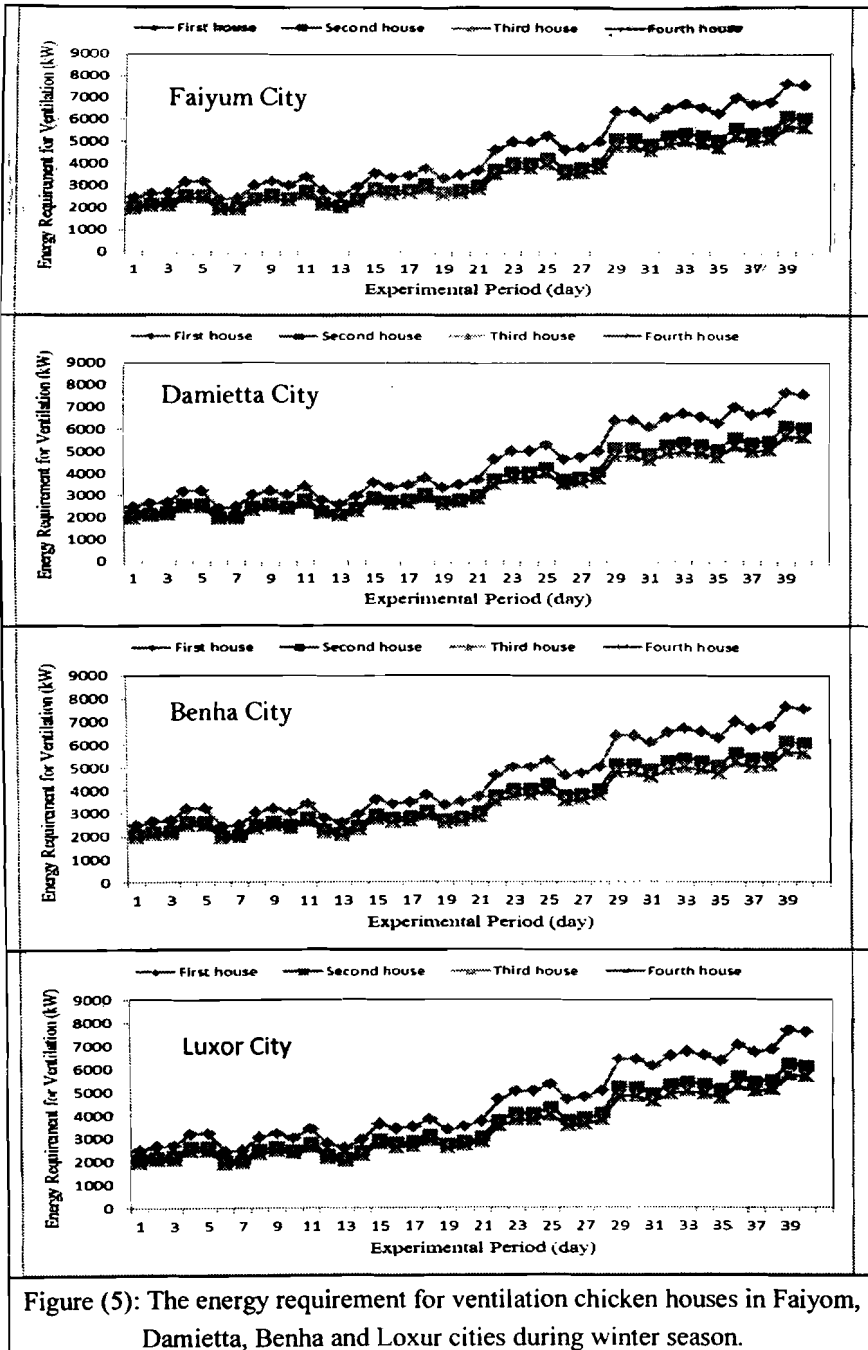 First house Second house Third house Fourth house
Energy Requirement for Ventilation (kW)
9000
8000
7000
6000
5000
4000
3000
2000
1000
0
Faiyum City
1 3 5 7 9 11 13 15 17 19 21 23 25 27 29 31 33 35 37 39
Experimental Period (day)
First house Second house Third house Fourth house
Energy Requirement for Ventilation (kW)
9000
8000
7000
6000
5000
4000
3000
2000
1000
0
Damietta City
1 3 5 7 9 11 13 15 17 19 21 23 25 27 29 31 33 35 37 39
Experimental Period (day)
First house Second house Third house Fourth house
Energy Requirement for Ventilation (kW)
9000
8000
7000
6000
5000
4000
3000
2000
1000
0
Benha City
1 3 5 7 9 11 13 15 17 19 21 23 25 27 29 31 33 35 37 39
Experimental Period (day)
First house Second house Third house Fourth house
Energy Requirement for Ventilation (kW)
9000
8000
7000
6000
5000
4000
3000
2000
1000
0
Luxor City
1 3 5 7 9 11 13 15 17 19 21 23 25 27 29 31 33 35 37 39
Experimental Period (day)
Figure (5): The energy requirement for ventilation chicken houses in Faiyom,
Damietta, Benha and Loxur cities during winter season.